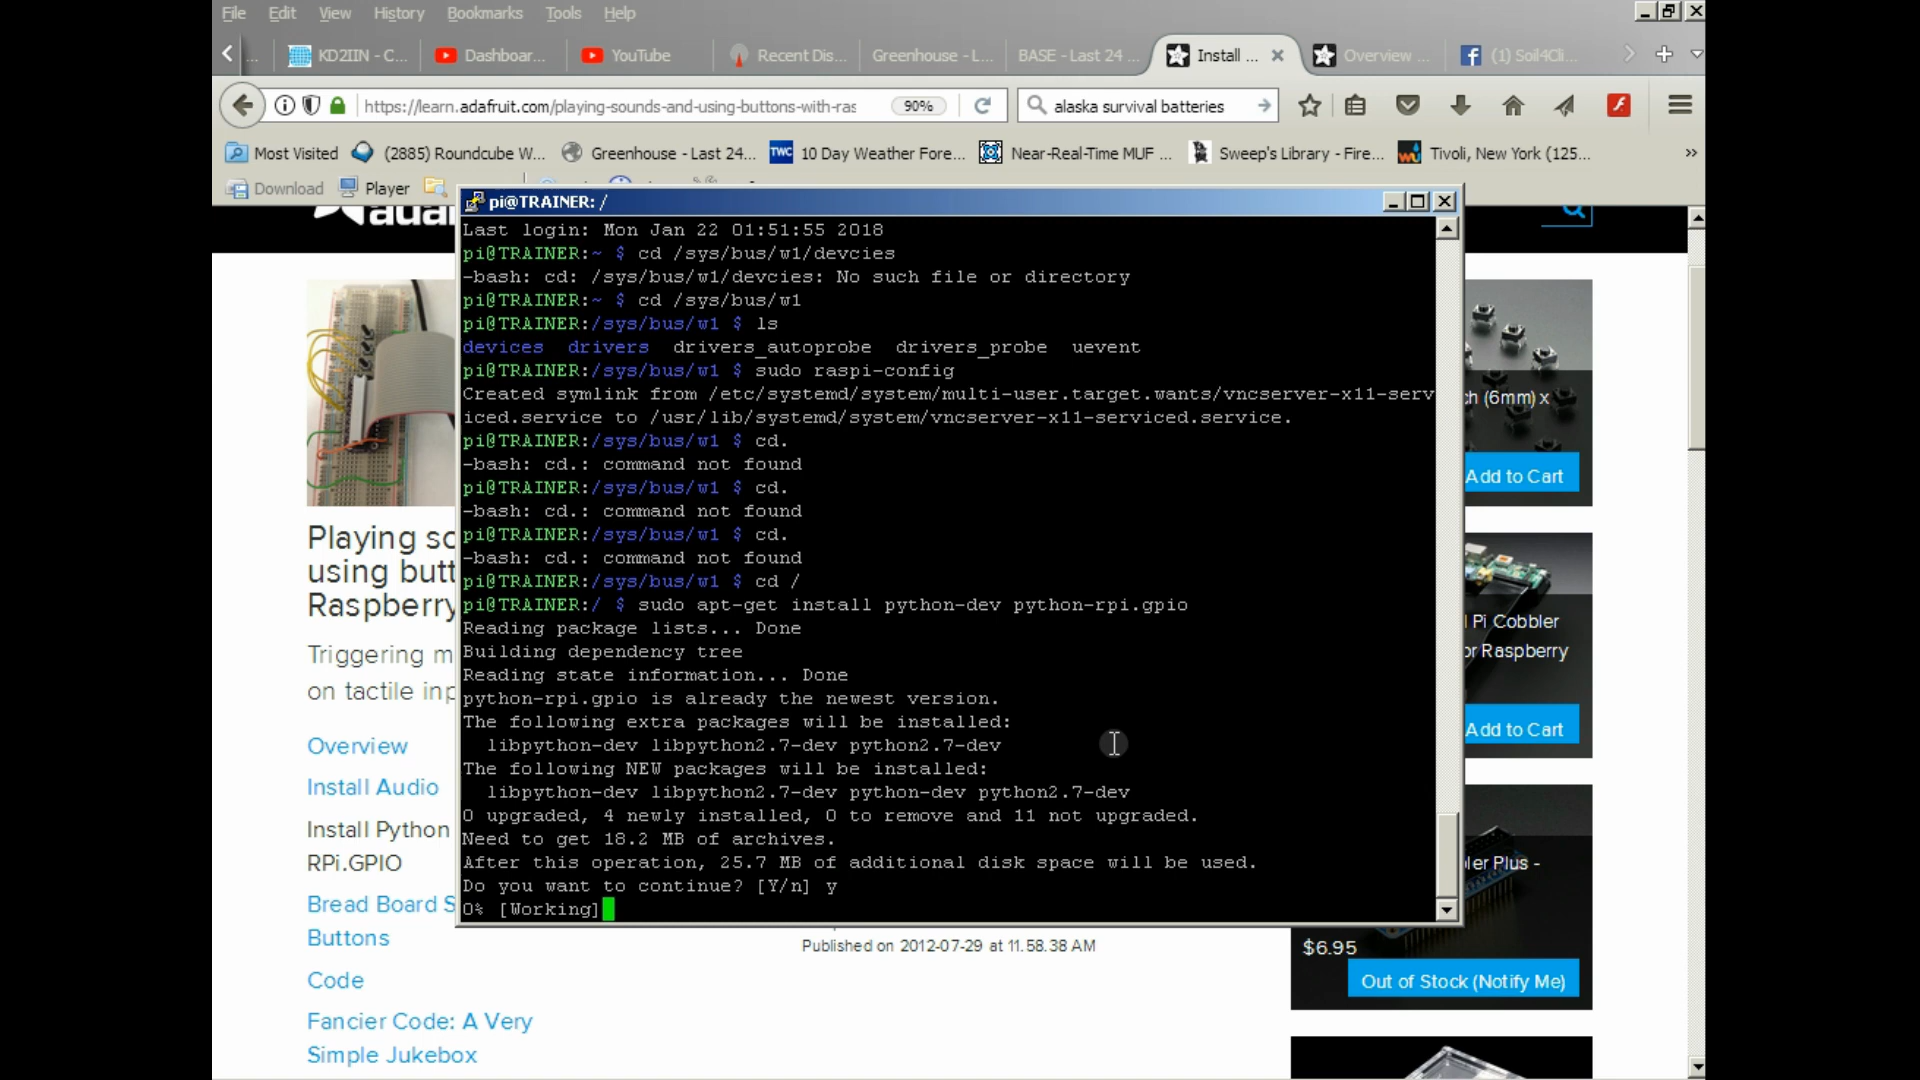 File Edit View History Bookmarks Tools Help
... KD2IIN - C... Dashboar... YouTube Recent Dis... Greenhouse - L... BASE - Last 24 ... Install ... Overview ... (1) Soil4Cli...
https://learn.adafruit.com/playing-sounds-and-using-buttons-with-ras 90% alaska survival batteries
Most Visited (2885) Roundcube W... Greenhouse - Last 24... TWC 10 Day Weather Fore... Near-Real-Time MUF ... Sweep's Library - Fire... Tivoli, New York (125... »
Download Player
pi@TRAINER: /
Last login: Mon Jan 22 01:51:55 2018
pi@TRAINER:~ $ cd /sys/bus/w1/devcies
-bash: cd: /sys/bus/w1/devcies: No such file or directory
pi@TRAINER:~ $ cd /sys/bus/w1
pi@TRAINER:/sys/bus/w1 $ ls
devices drivers drivers_autoprobe drivers_probe uevent
pi@TRAINER:/sys/bus/w1 $ sudo raspi-config
Created symlink from /etc/systemd/system/multi-user.target.wants/vncserver-x11-serv
iced.service to /usr/lib/systemd/system/vncserver-x11-serviced.service.
pi@TRAINER:/sys/bus/w1 $ cd.
-bash: cd.: command not found
pi@TRAINER:/sys/bus/w1 $ cd.
-bash: cd.: command not found
pi@TRAINER:/sys/bus/w1 $ cd.
-bash: cd.: command not found
pi@TRAINER:/sys/bus/w1 $ cd /
pi@TRAINER:/ $ sudo apt-get install python-dev python-rpi.gpio
Reading package lists... Done
Building dependency tree
Reading state information... Done
python-rpi.gpio is already the newest version.
The following extra packages will be installed:
libpython-dev libpython2.7-dev python2.7-dev
The following NEW packages will be installed:
libpython-dev libpython2.7-dev python-dev python2.7-dev
0 upgraded, 4 newly installed, 0 to remove and 11 not upgraded.
Need to get 18.2 MB of archives.
After this operation, 25.7 MB of additional disk space will be used.
Do you want to continue? [Y/n] y
0% [Working]
Playing so
using butt
Raspberry
Triggering m
on tactile inp
Overview
Install Audio
Install Python
RPi.GPIO
Bread Board S
Buttons
Code
Fancier Code: A Very
Simple Jukebox
Published on 2012-07-29 at 11.58.38 AM
ch (6mm) x
Add to Cart
Pi Cobbler
or Raspberry
Add to Cart
ler Plus -
$6.95
Out of Stock (Notify Me)